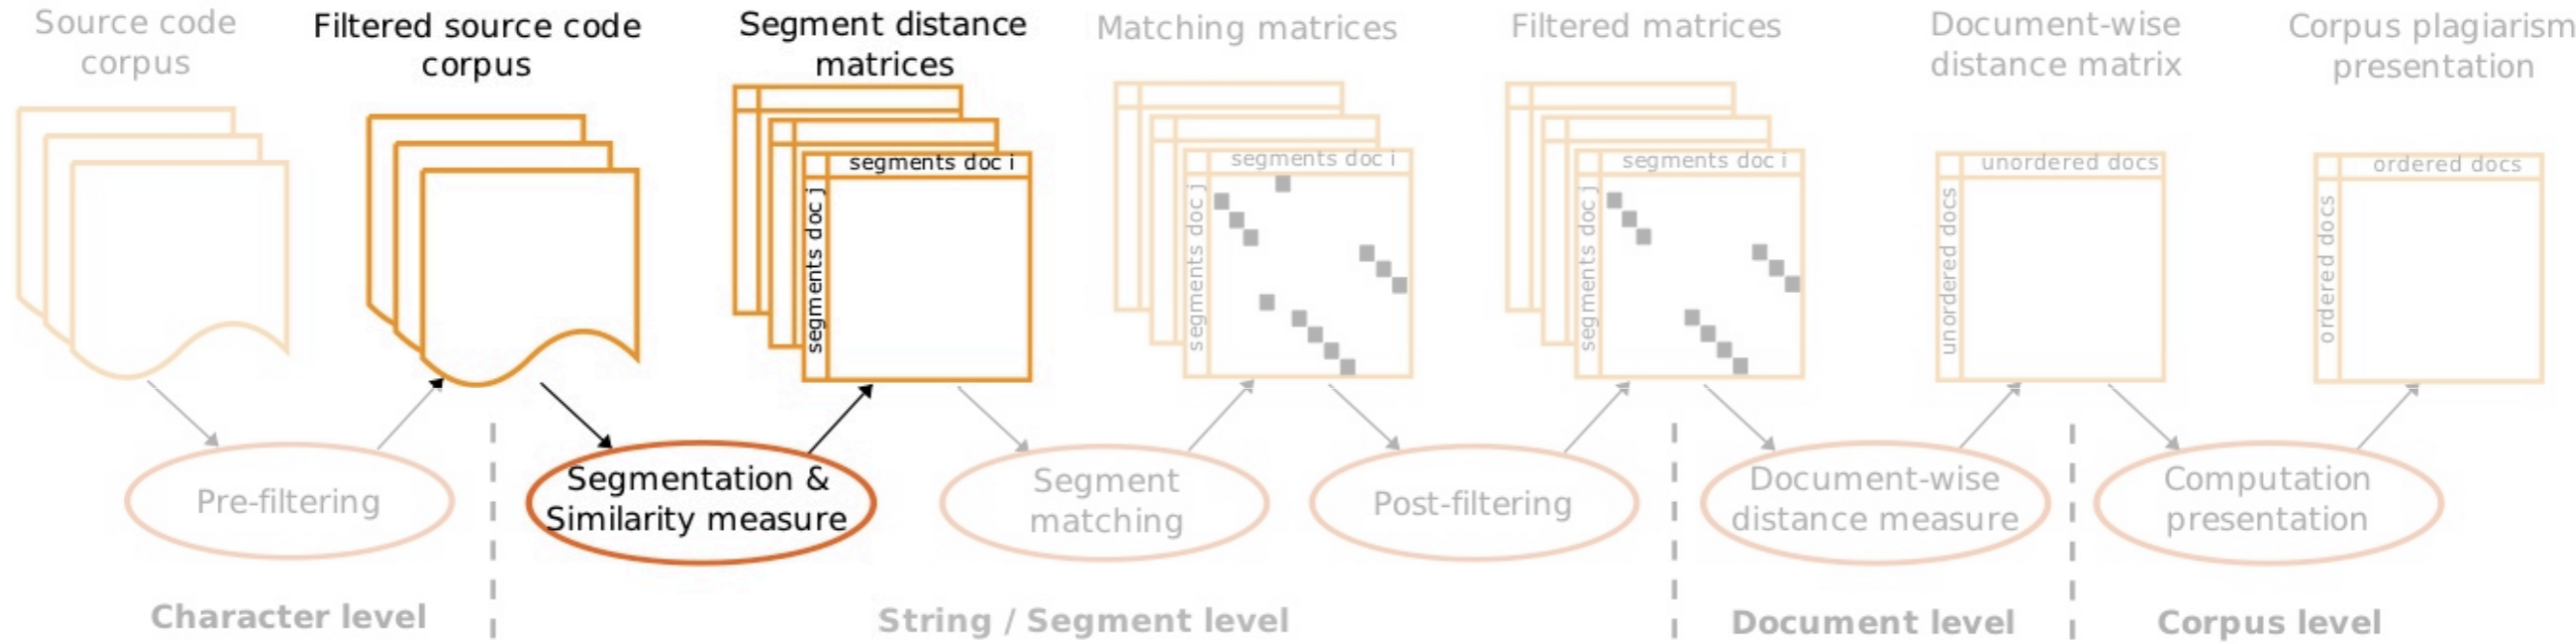 Source code
corpus
Filtered source code
corpus
Segment distance
matrices
Matching matrices
Filtered matrices
Document-wise
distance matrix
Corpus plagiarism
presentation
segments doc i
segments doc j
segments doc i
segments doc j
segments doc i
segments doc j
unordered docs
unordered docs
ordered docs
ordered docs
Pre-filtering
Segmentation &
Similarity measure
Segment
matching
Post-filtering
Document-wise
distance measure
Computation
presentation
Character level
String / Segment level
Document level
Corpus level